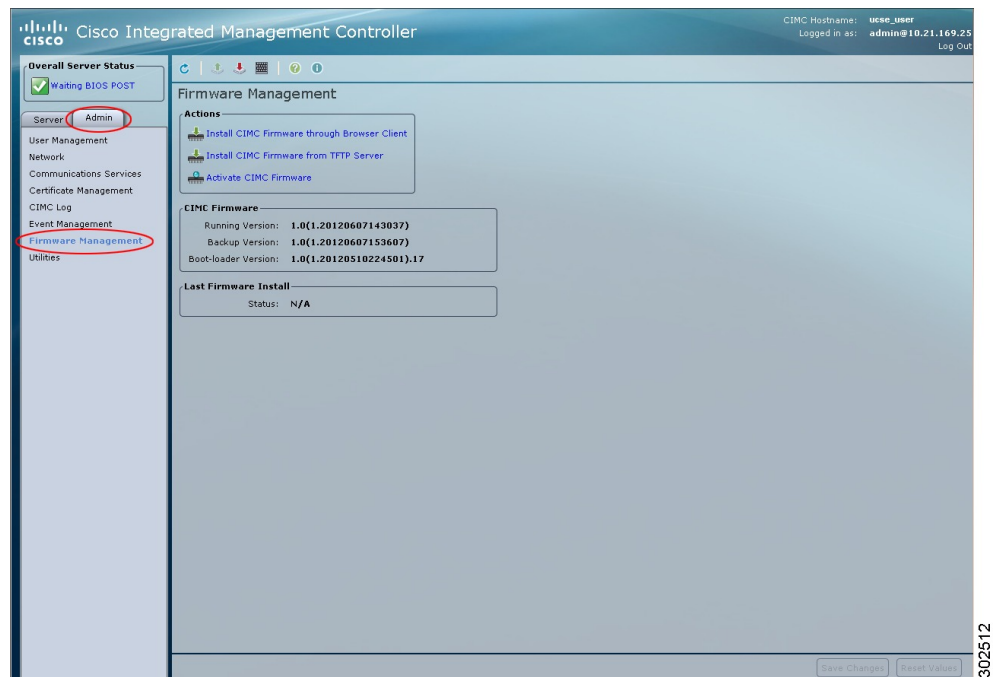 CISCO
Cisco Integrated Management Controller
CIMC Hostname: ucse_user
Logged in as: admin@10.21.169.25
Log Out
Overall Server Status
Waiting BIOS POST
Server
Admin
User Management
Network
Communications Services
Certificate Management
CIMC Log
Event Management
Firmware Management
Utilities
Firmware Management
Actions
Install CIMC Firmware through Browser Client
Install CIMC Firmware from TFTP Server
Activate CIMC Firmware
CIMC Firmware
Running Version: 1.0(1.20120607143037)
Backup Version: 1.0(1.20120607153607)
Boot-loader Version: 1.0(1.20120510224501).17
Last Firmware Install
Status: N/A
Save Changes
Reset Values
302512